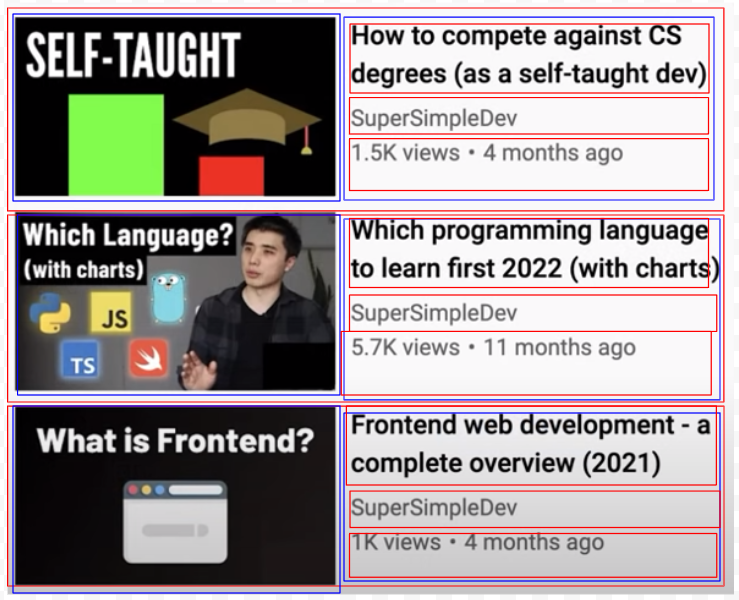 SELF-TAUGHT
How to compete against CS
degrees (as a self-taught dev)
SuperSimpleDev
1.5K views • 4 months ago
Which Language?
(with charts)
JS
TS
Which programming language
to learn first 2022 (with charts)
SuperSimpleDev
5.7K views • 11 months ago
What is Frontend?
Frontend web development - a
complete overview (2021)
SuperSimpleDev
1K views • 4 months ago